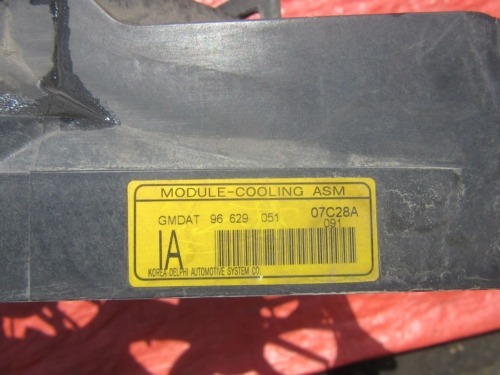 MODULE-COOLING ASM
GMDAT 96 629 051 07C28A
091
IA
KOREA DELPHI AUTOMOTIVE SYSTEM CO.